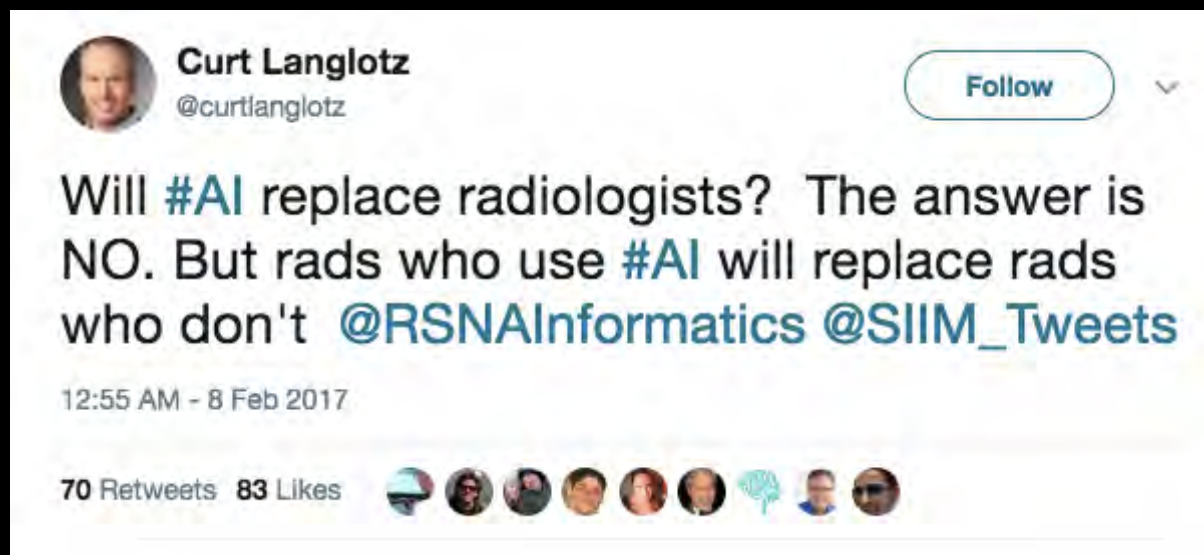 Curt Langlotz
@curtlanglotz
Follow
Will #AI replace radiologists?  The answer is
NO. But rads who use #AI will replace rads
who don't  @RSNAInformatics @SIIM_Tweets
12:55 AM - 8 Feb 2017
70 Retweets 83 Likes